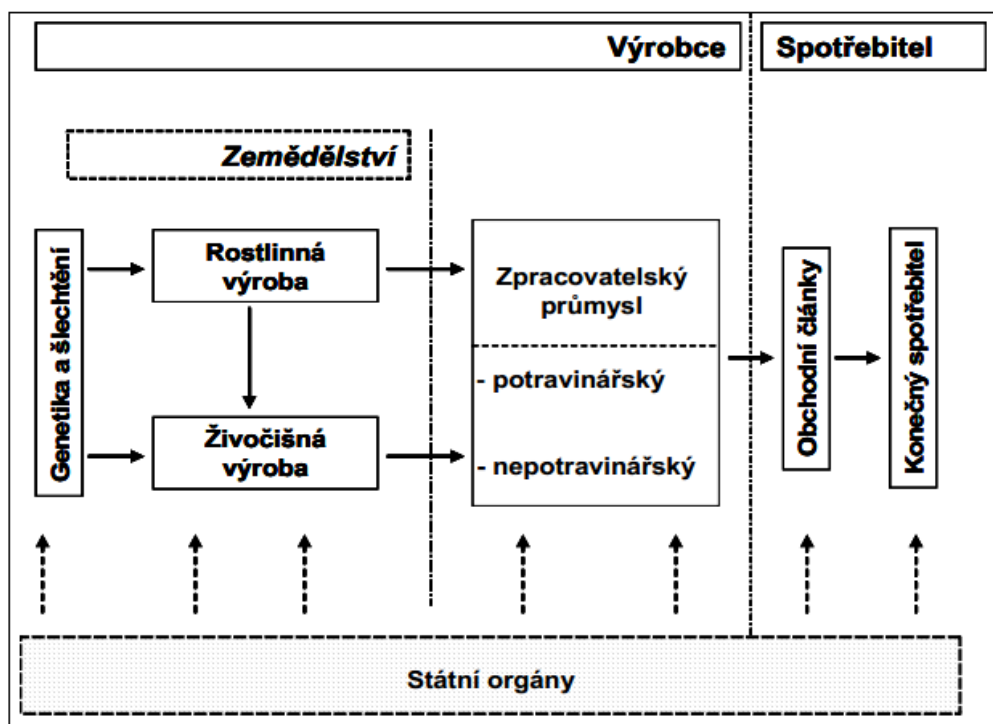 Výrobce
Spotřebitel
Zemědělství
Genetika a šlechtění
Rostlinná
výroba
Živočišná
výroba
Zpracovatelský
průmysl
- potravinářský
- nepotravinářský
Obchodní články
Konečný spotřebitel
Státní orgány